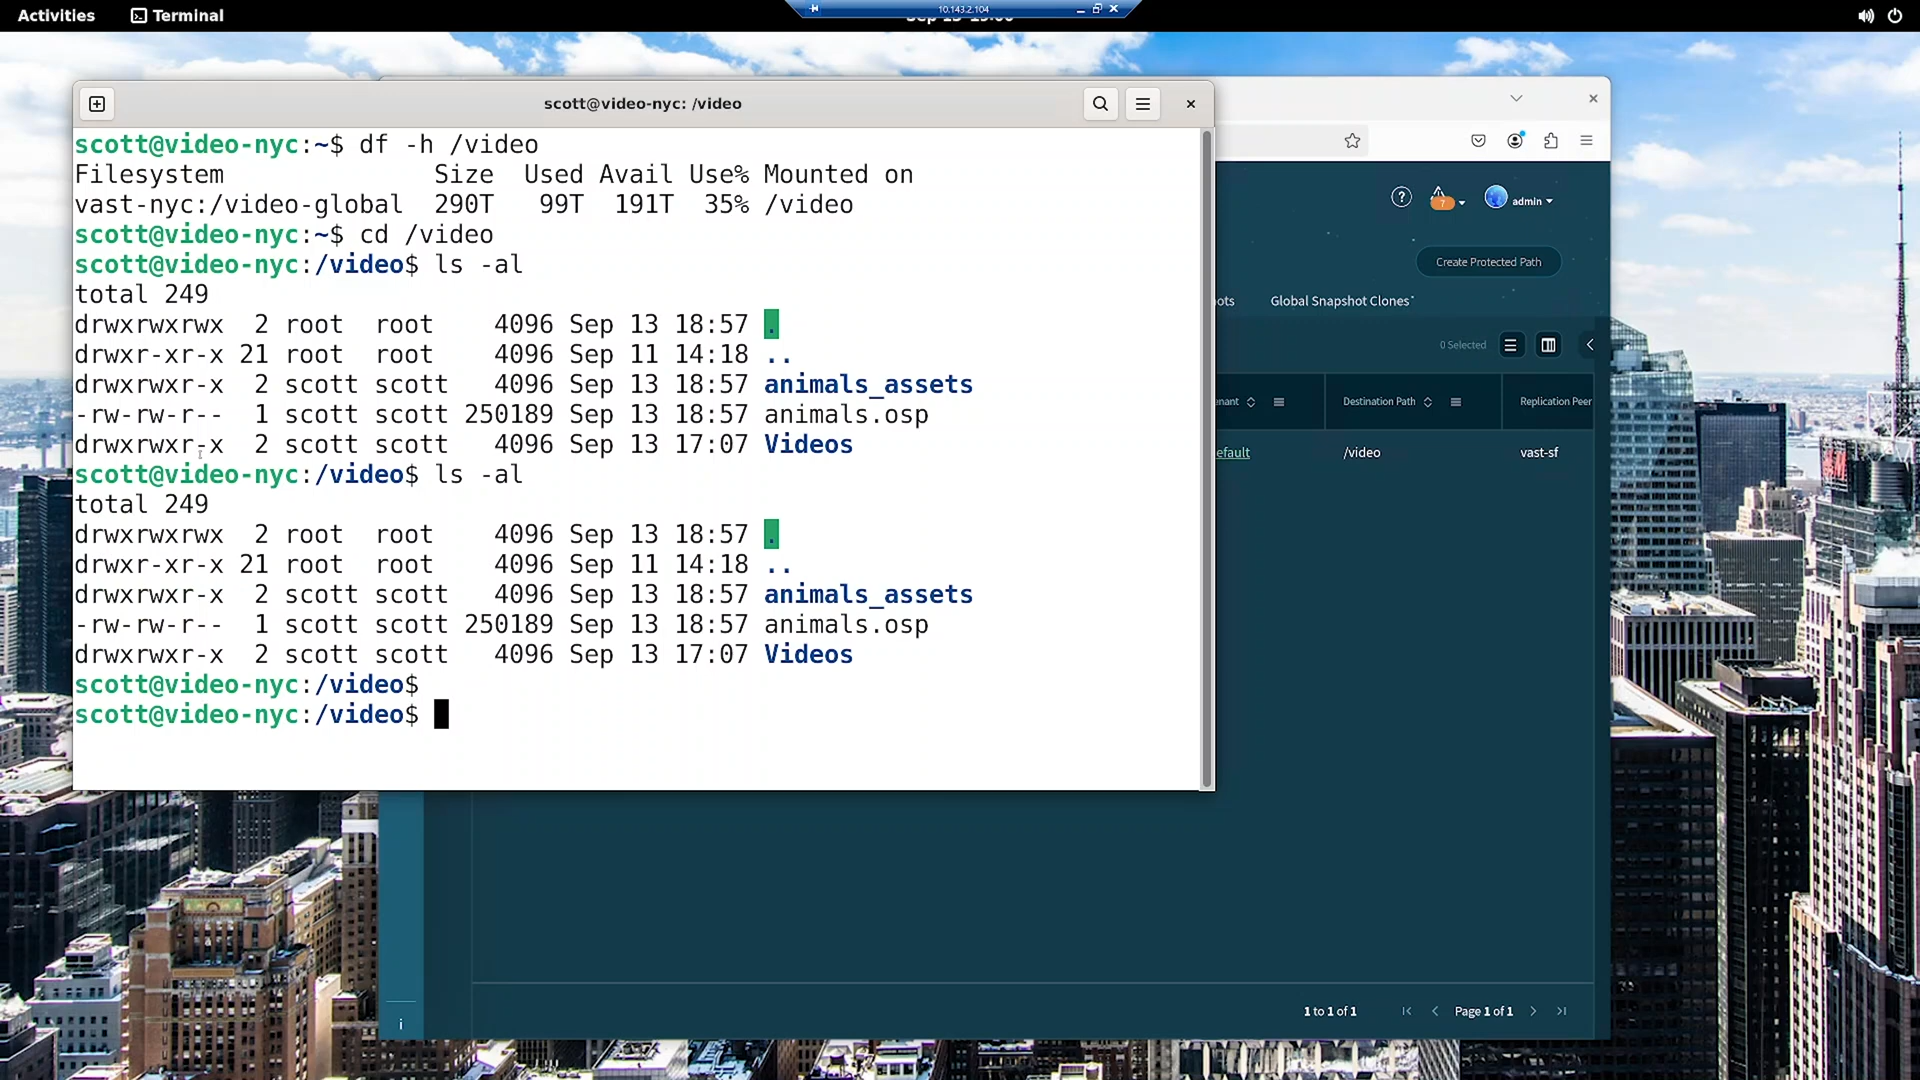 Activities
Terminal
10.143.2.104
scott@video-nyc: /video
scott@video-nyc:~$ df -h /video
Filesystem Size Used Avail Use% Mounted on
vast-nyc:/video-global 290T 99T 191T 35% /video
scott@video-nyc:~$ cd /video
scott@video-nyc:/video$ ls -al
total 249
drwxrwxrwx 2 root root 4096 Sep 13 18:57 .
drwxr-xr-x 21 root root 4096 Sep 11 14:18 ..
drwxrwxr-x 2 scott scott 4096 Sep 13 18:57 animals_assets
-rw-rw-r-- 1 scott scott 250189 Sep 13 18:57 animals.osp
drwxrwxr-x 2 scott scott 4096 Sep 13 17:07 Videos
scott@video-nyc:/video$ ls -al
total 249
drwxrwxrwx 2 root root 4096 Sep 13 18:57 .
drwxr-xr-x 21 root root 4096 Sep 11 14:18 ..
drwxrwxr-x 2 scott scott 4096 Sep 13 18:57 animals_assets
-rw-rw-r-- 1 scott scott 250189 Sep 13 18:57 animals.osp
drwxrwxr-x 2 scott scott 4096 Sep 13 17:07 Videos
scott@video-nyc:/video$
scott@video-nyc:/video$
? 7 admin
Create Protected Path
ots Global Snapshot Clones
0 Selected
enant Destination Path Replication Peer
efault /video vast-sf
i
1 to 1 of 1 Page 1 of 1